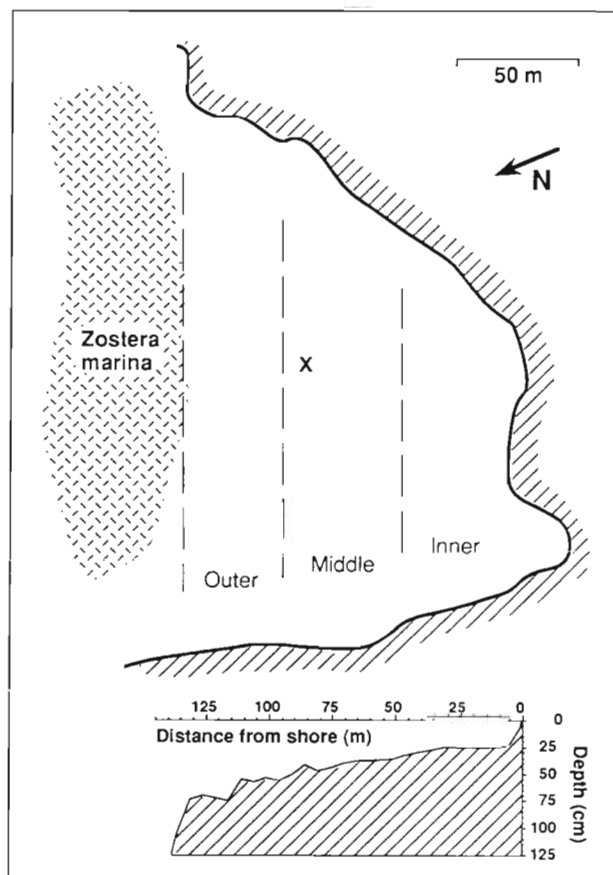 50 m
N
Zostera
marina
X
Outer
Middle
Inner
125 100 75 50 25 0
Distance from shore (m)
0
25
50
75
100
125
Depth (cm)